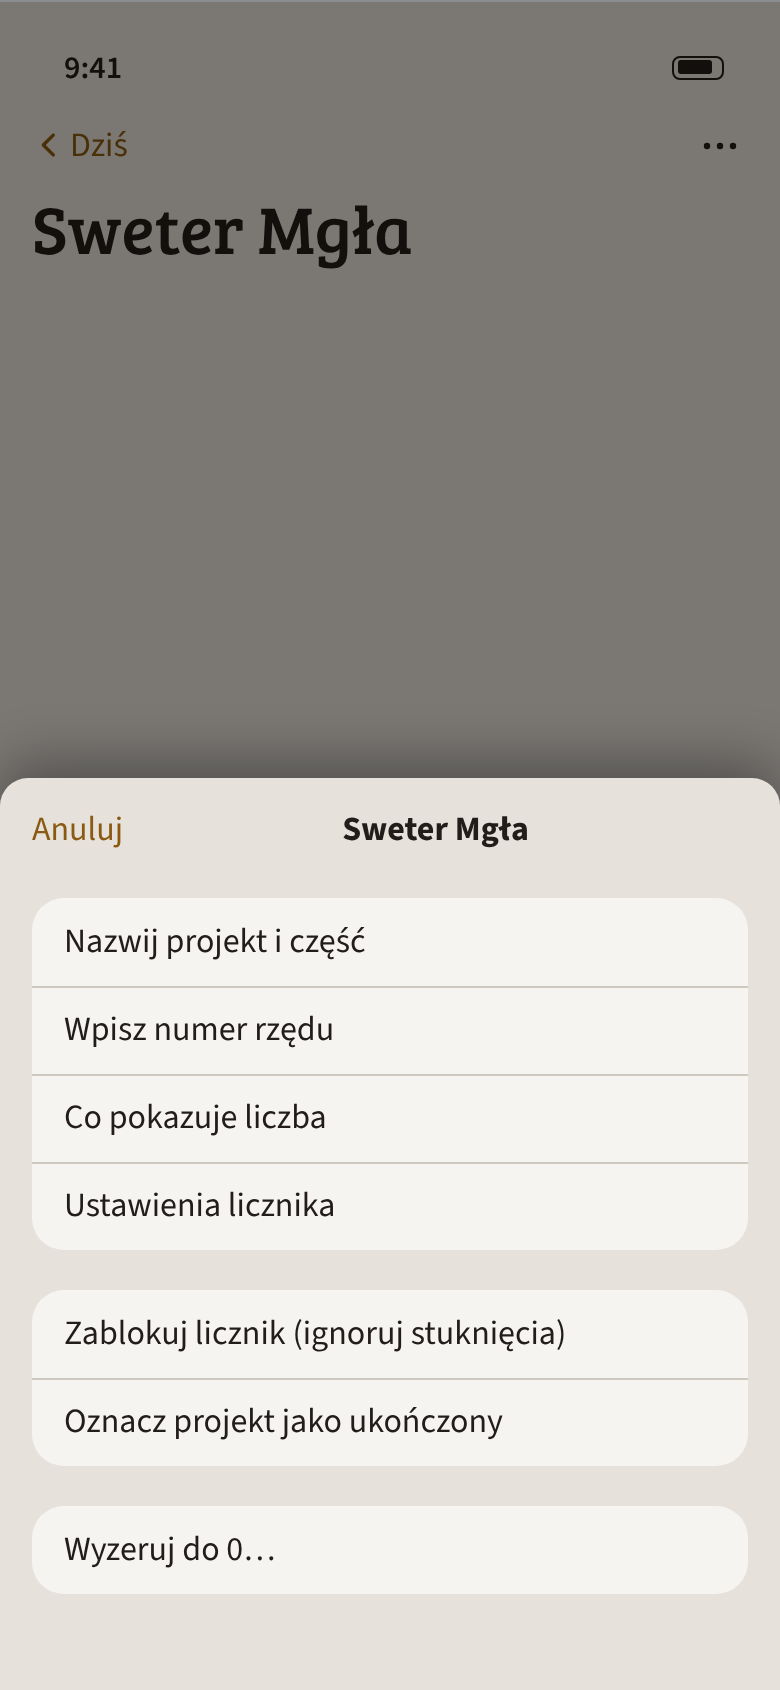 9:41
Dziś
Sweter Mgła
Anuluj
Sweter Mgła
Nazwij projekt i część
Wpisz numer rzędu
Co pokazuje liczba
Ustawienia licznika
Zablokuj licznik (ignoruj stuknięcia)
Oznacz projekt jako ukończony
Wyzeruj do 0…